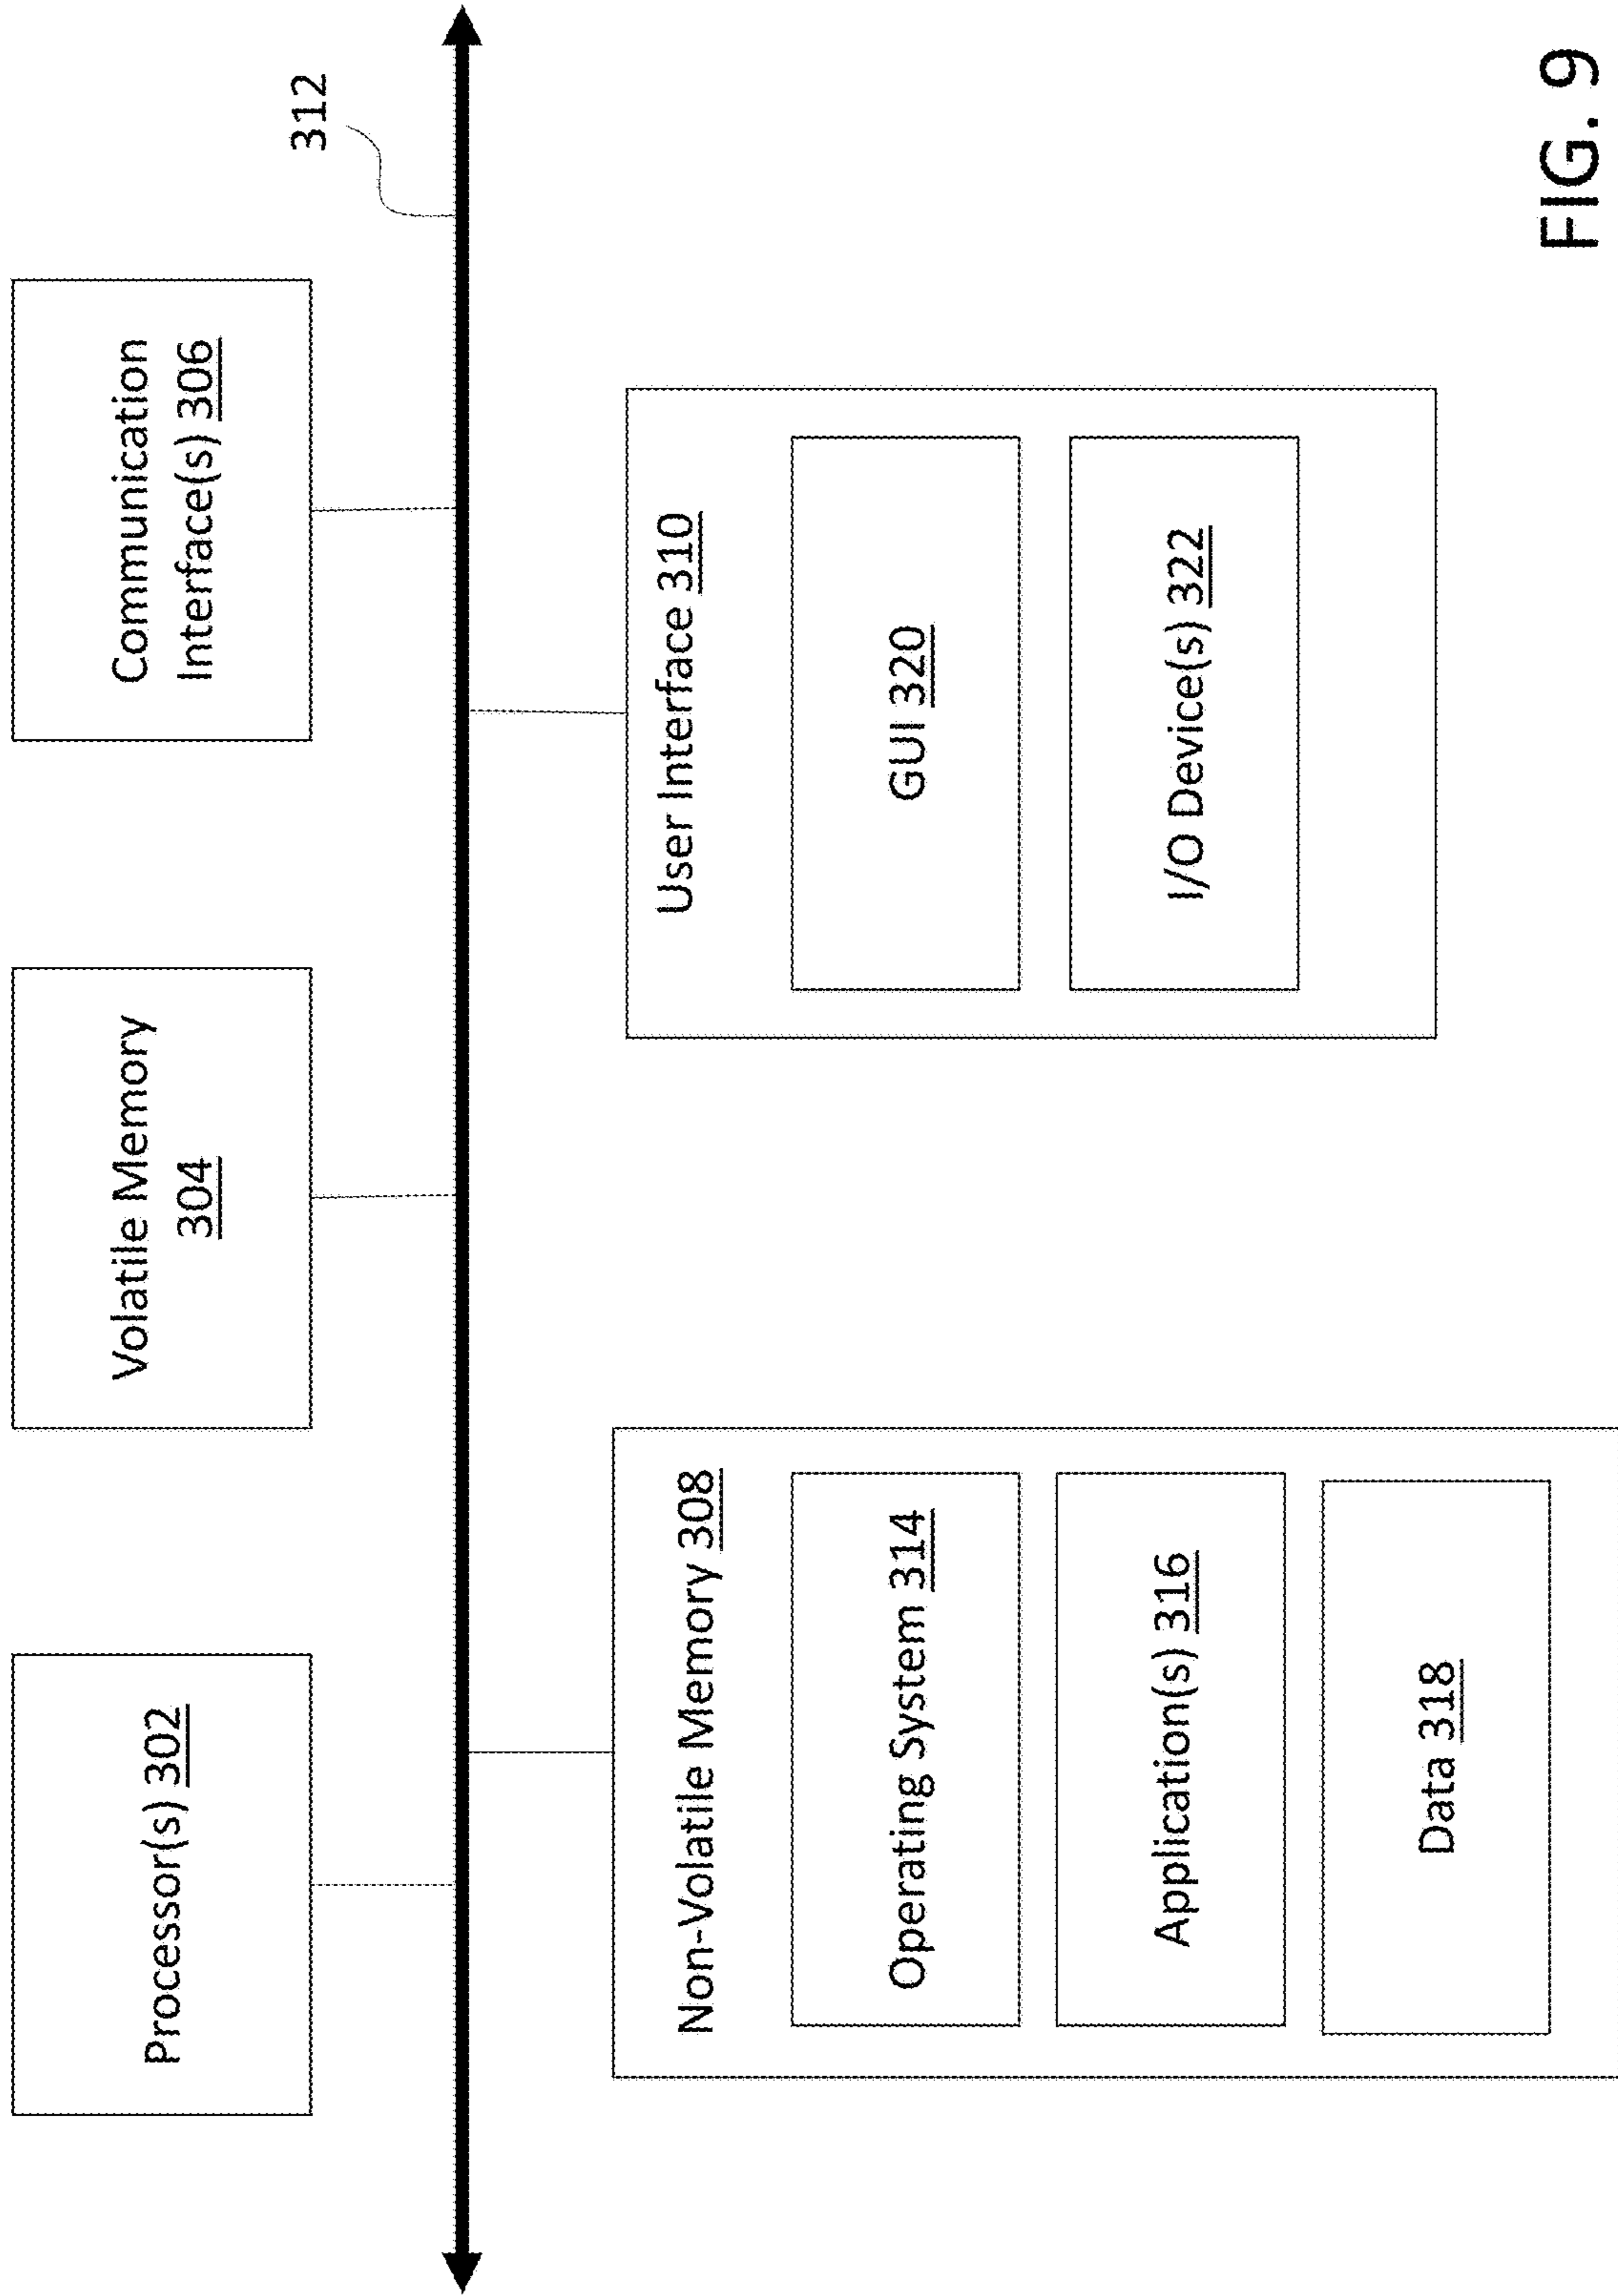 Processor(s) 302
Volatile Memory
304
Communication
Interface(s) 306
312
Non-Volatile Memory 308
Operating System 314
Application(s) 316
Data 318
User Interface 310
GUI 320
I/O Device(s) 322
FIG. 9